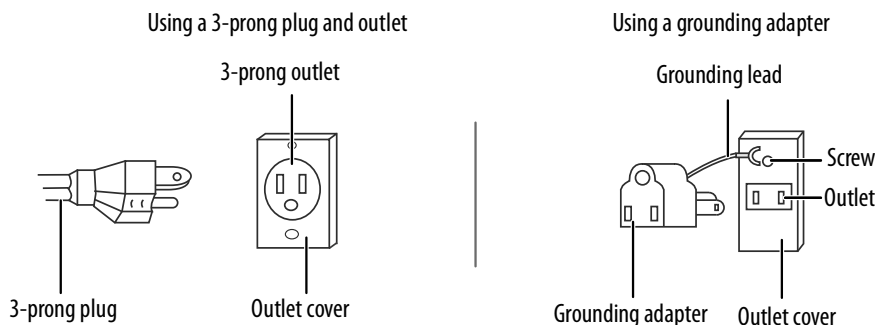 Using a 3-prong plug and outlet
3-prong outlet
3-prong plug
Outlet cover
Using a grounding adapter
Grounding lead
Screw
Outlet
Grounding adapter
Outlet cover